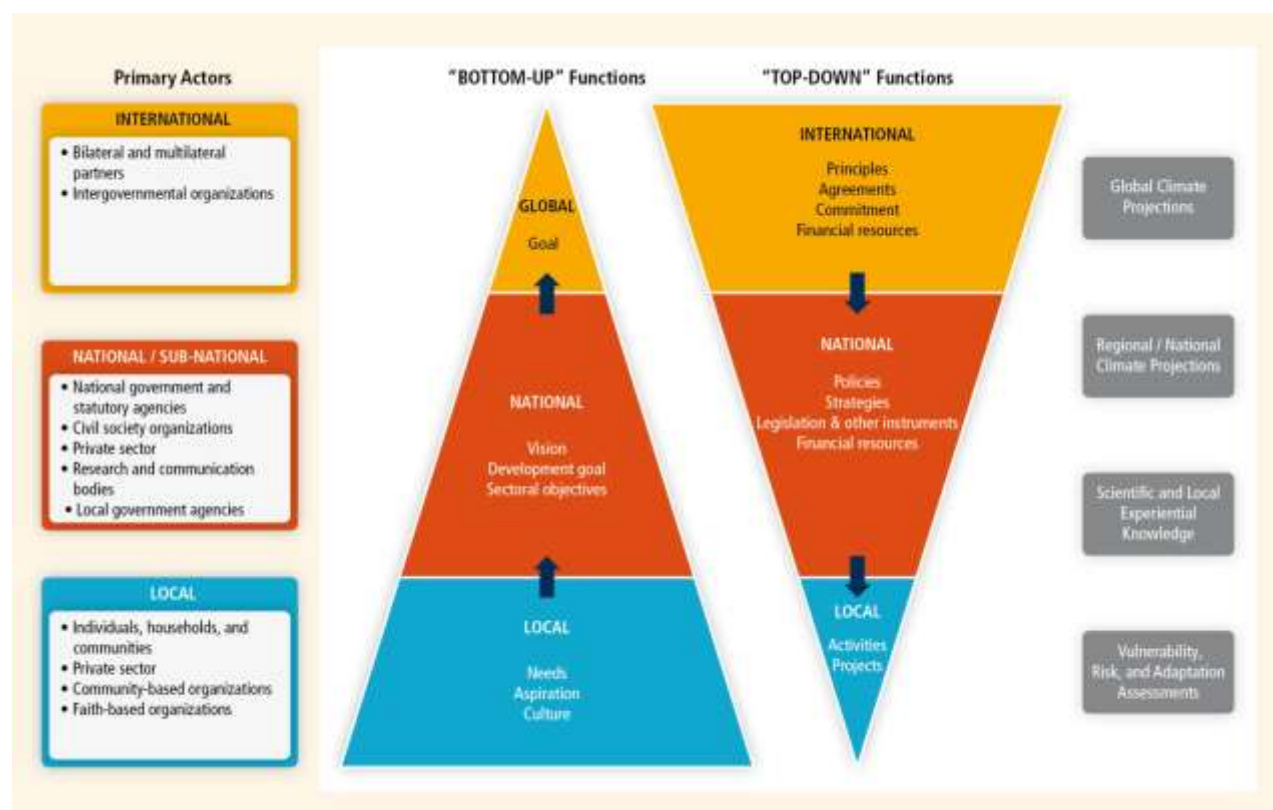 Primary Actors
INTERNATIONAL
• Bilateral and multilateral
partners
• Intergovernmental organizations
NATIONAL / SUB-NATIONAL
• National government and
statutory agencies
• Civil society organizations
• Private sector
• Research and communication
bodies
• Local government agencies
LOCAL
• Individuals, households, and
communities
• Private sector
• Community-based organizations
• Faith-based organizations
"BOTTOM-UP" Functions
GLOBAL
Goal
NATIONAL
Vision
Development goal
Sectoral objectives
LOCAL
Needs
Aspiration
Culture
"TOP-DOWN" Functions
INTERNATIONAL
Principles
Agreements
Commitment
Financial resources
NATIONAL
Policies
Strategies
Legislation & other instruments
Financial resources
LOCAL
Activities
Projects
Global Climate
Projections
Regional / National
Climate Projections
Scientific and Local
Experiential
Knowledge
Vulnerability,
Risk, and Adaptation
Assessments